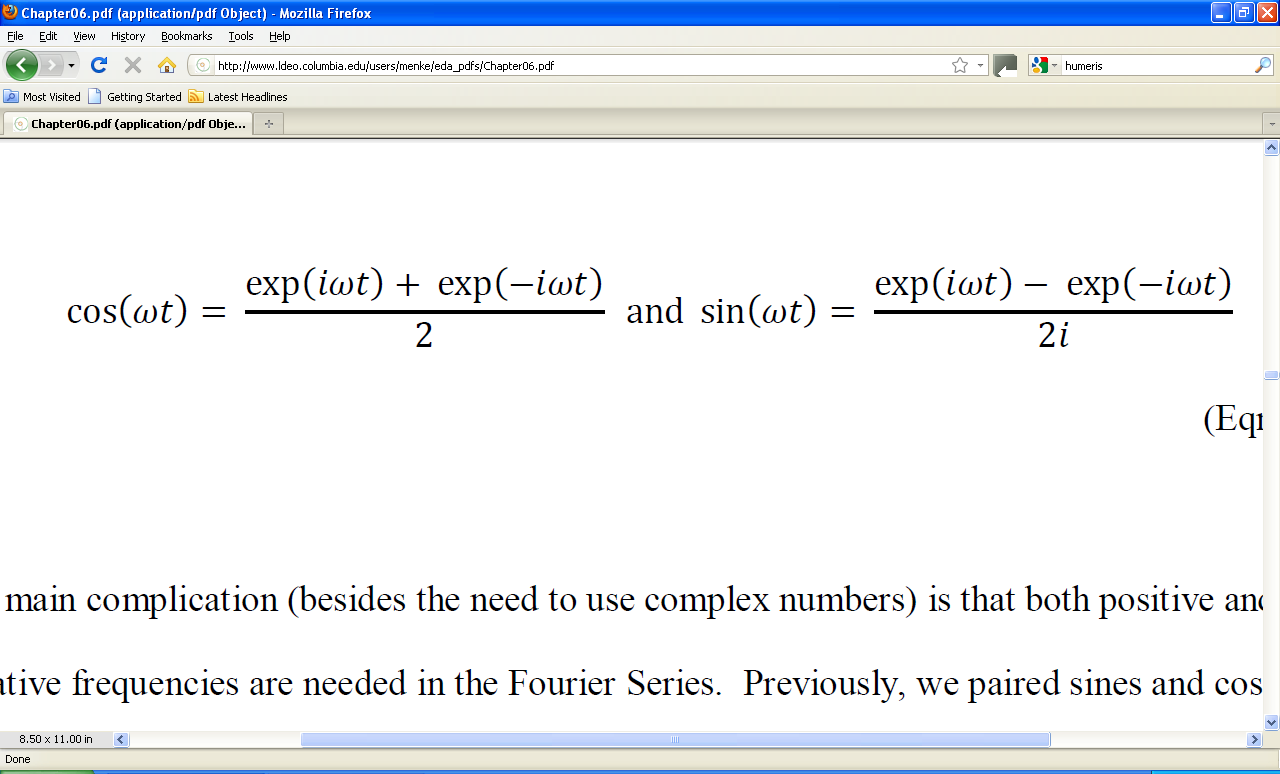 Chapter06.pdf (application/pdf Object) - Mozilla Firefox
File Edit View History Bookmarks Tools Help
http://www.ldeo.columbia.edu/users/menke/eda_pdfs/Chapter06.pdf humeris
Most Visited Getting Started Latest Headlines
Chapter06.pdf (application/pdf Obje...
cos(ωt) = exp(iωt) + exp(−iωt) / 2 and sin(ωt) = exp(iωt) − exp(−iωt) / 2i
(Eq
main complication (besides the need to use complex numbers) is that both positive and
ative frequencies are needed in the Fourier Series. Previously, we paired sines and cos
8.50 x 11.00 in
Done